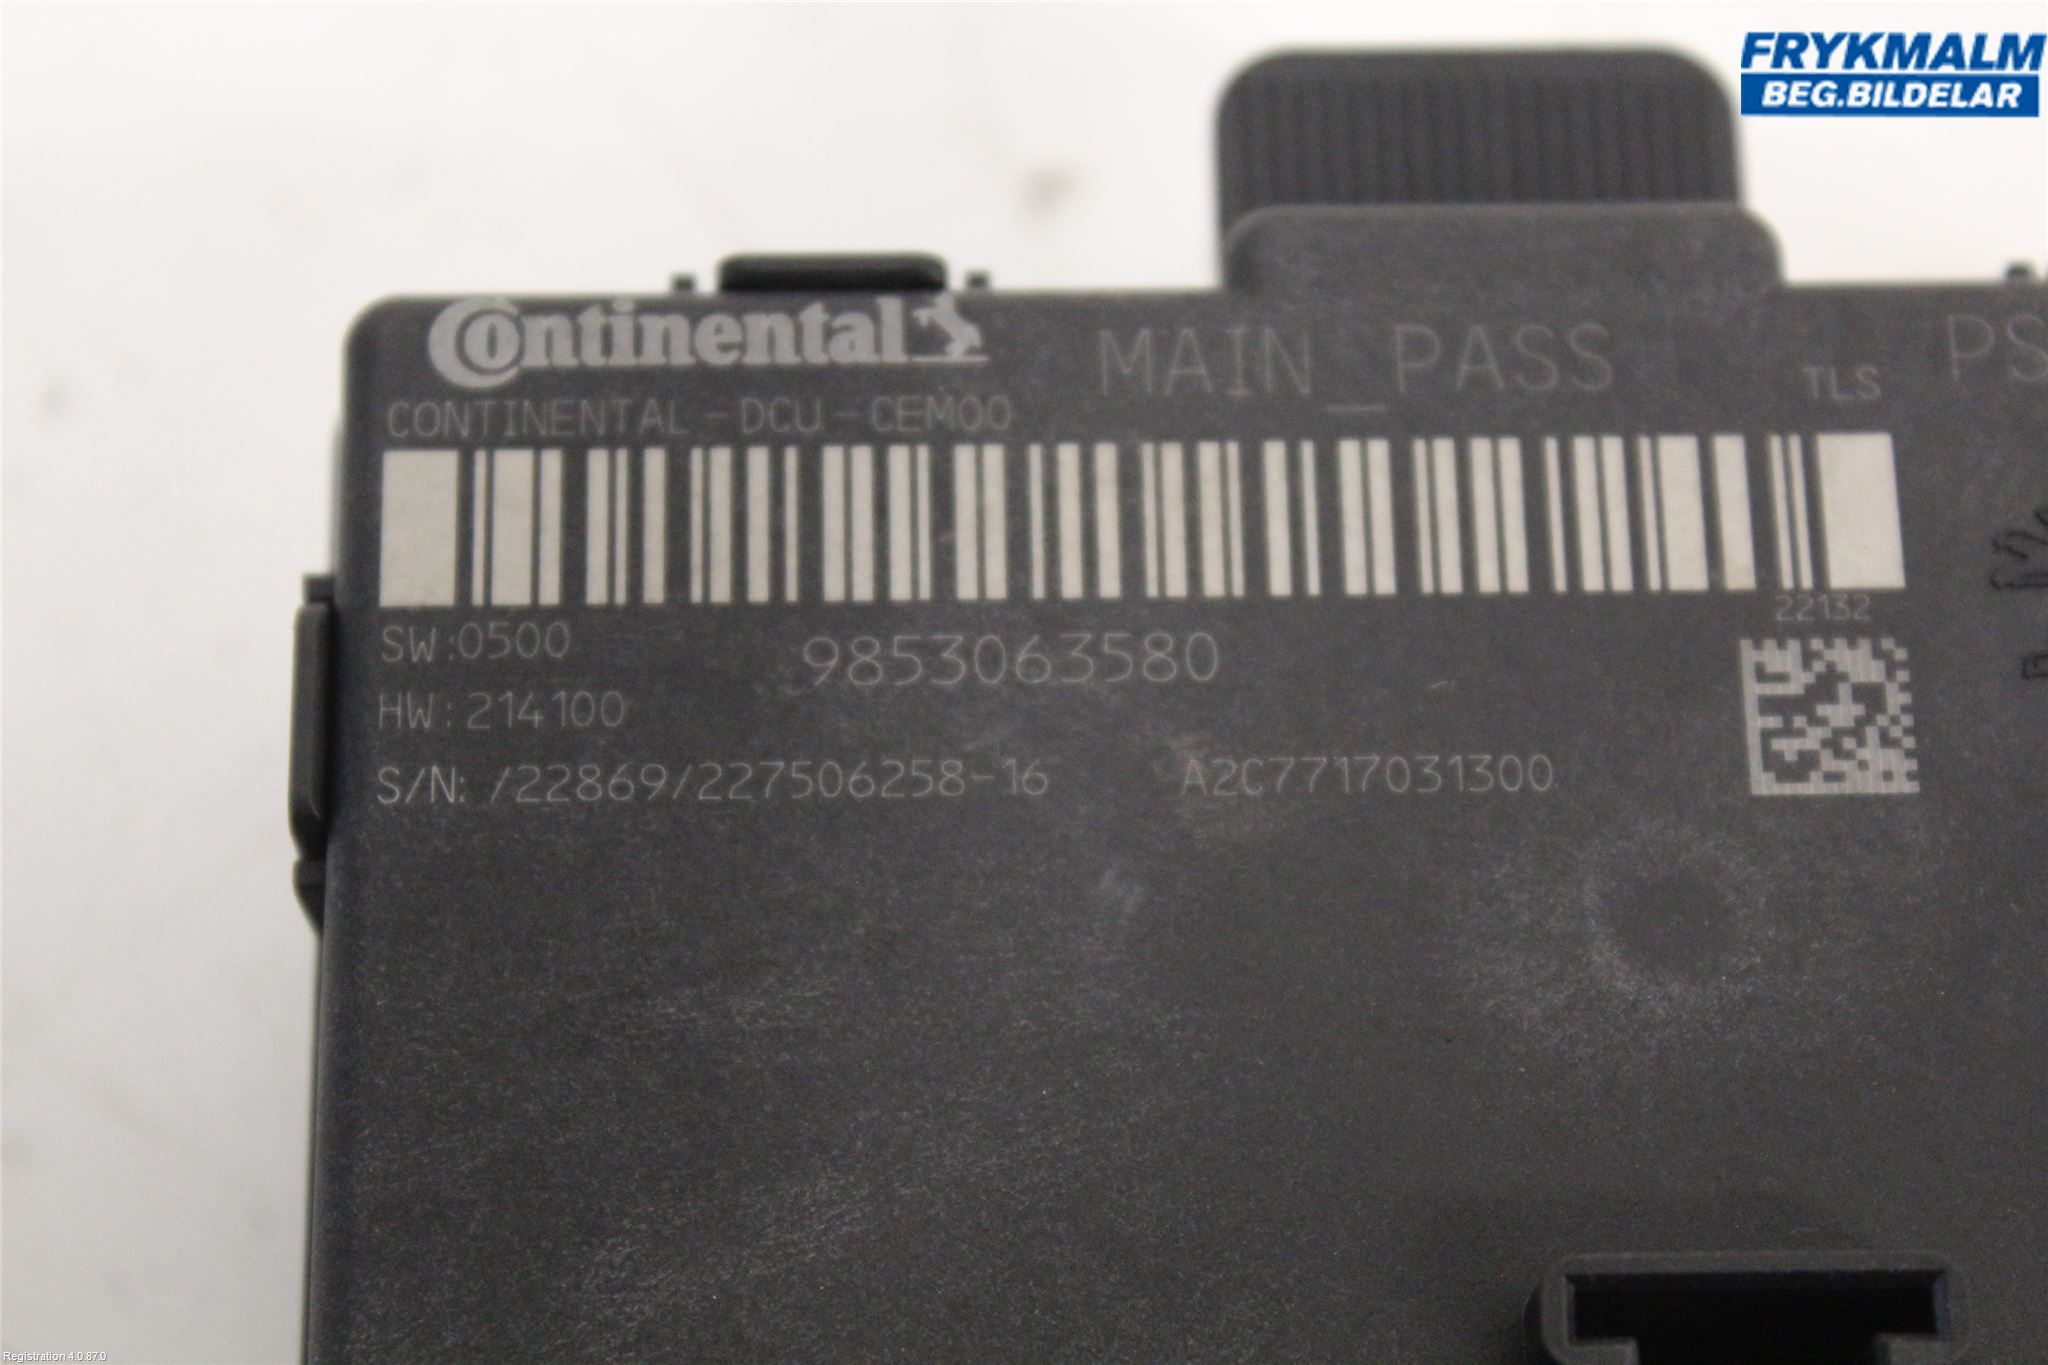 FRYKMALM
BEG.BILDELAR
Continental
MAIN_PASS
TLS
PS
CONTINENTAL-DCU-CEM00
22132
SW:0500
9853063580
HW:214100
S/N: /22869/227506258-16
A2C7717031300
Registration 4.0.87.0